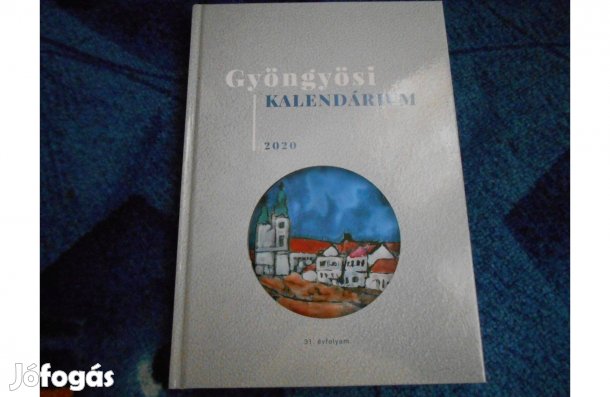 Gyöngyösi
KALENDÁRIUM
2020
31. évfolyam
Jófogás